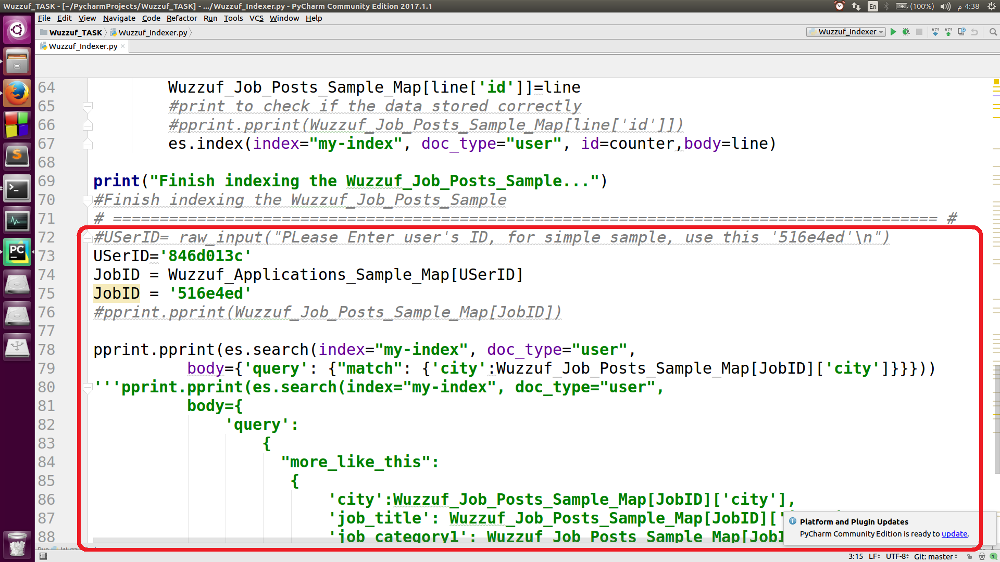 Wuzzuf_TASK - [~/PycharmProjects/Wuzzuf_TASK] - .../Wuzzuf_Indexer.py - PyCharm Community Edition 2017.1.1
En (100%) 4:38 م
File Edit View Navigate Code Refactor Run Tools VCS Window Help
Wuzzuf_TASK Wuzzuf_Indexer.py Wuzzuf_Indexer VCS VCS
Wuzzuf_Indexer.py
64 Wuzzuf_Job_Posts_Sample_Map[line['id']]=line
65 #print to check if the data stored correctly
66 #pprint.pprint(Wuzzuf_Job_Posts_Sample_Map[line['id']])
67 es.index(index="my-index", doc_type="user", id=counter,body=line)
68
69 print("Finish indexing the Wuzzuf_Job_Posts_Sample...")
70 #Finish indexing the Wuzzuf_Job_Posts_Sample
71 # ======================================================================================== #
72 #USerID= raw_input("PLease Enter user's ID, for simple sample, use this '516e4ed'\n")
73 USerID='846d013c'
74 JobID = Wuzzuf_Applications_Sample_Map[USerID]
75 JobID = '516e4ed'
76 #pprint.pprint(Wuzzuf_Job_Posts_Sample_Map[JobID])
77
78 pprint.pprint(es.search(index="my-index", doc_type="user",
79 body={'query': {"match": {'city':Wuzzuf_Job_Posts_Sample_Map[JobID]['city']}}}))
80 '''pprint.pprint(es.search(index="my-index", doc_type="user",
81 body={
82 'query':
83 {
84 "more_like_this":
85 {
86 'city':Wuzzuf_Job_Posts_Sample_Map[JobID]['city'],
87 'job_title': Wuzzuf_Job_Posts_Sample_Map[JobID]['
88 'job_category1': Wuzzuf_Job_Posts_Sample_Map[JobI
Platform and Plugin Updates
PyCharm Community Edition is ready to update.
3:15 LF UTF-8 Git: master 1